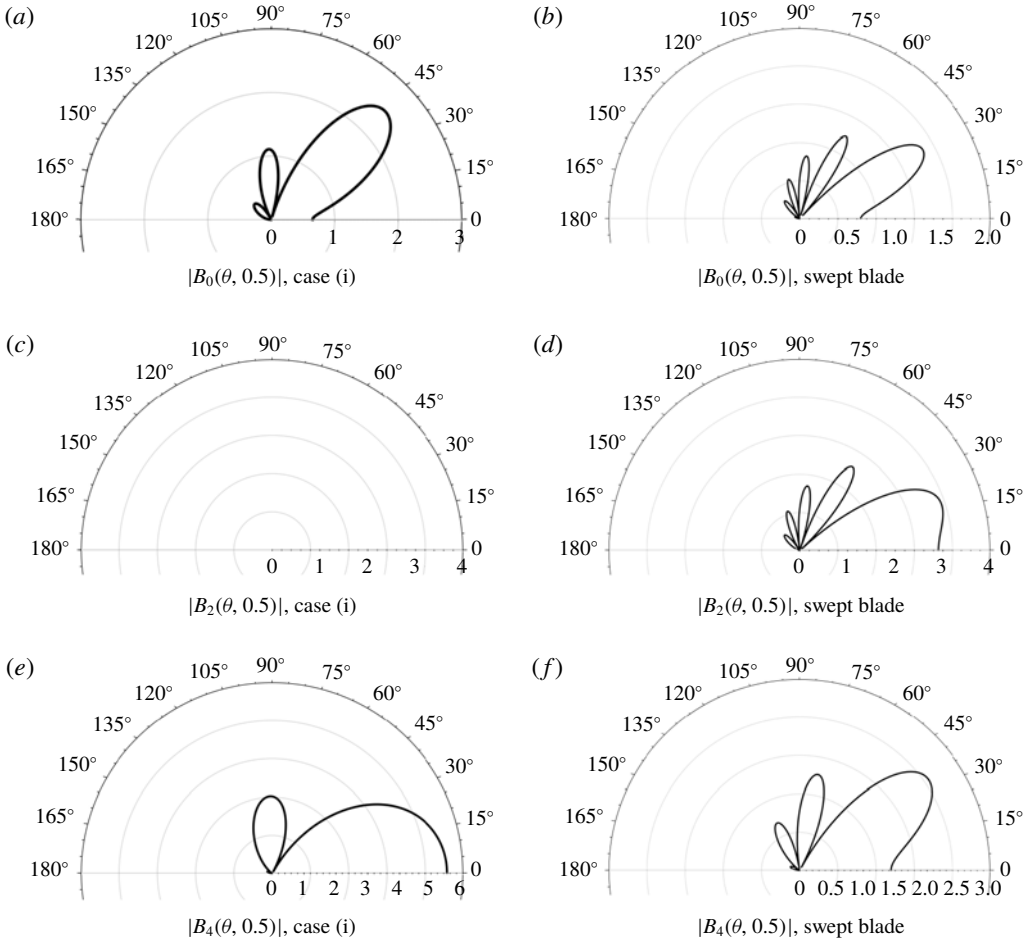 (a)
(b)
90°
105° 75°
120° 60°
135° 45°
150° 30°
165° 15°
180° 0
0 1 2 3
|B₀(θ, 0.5)|, case (i)
90°
105° 75°
120° 60°
135° 45°
150° 30°
165° 15°
180° 0
0 0.5 1.0 1.5 2.0
|B₀(θ, 0.5)|, swept blade
(c)
(d)
90°
105° 75°
120° 60°
135° 45°
150° 30°
165° 15°
180° 0
0 1 2 3 4
|B₂(θ, 0.5)|, case (i)
90°
105° 75°
120° 60°
135° 45°
150° 30°
165° 15°
180° 0
0 1 2 3 4
|B₂(θ, 0.5)|, swept blade
(e)
(f)
90°
105° 75°
120° 60°
135° 45°
150° 30°
165° 15°
180° 0
0 1 2 3 4 5 6
|B₄(θ, 0.5)|, case (i)
90°
105° 75°
120° 60°
135° 45°
150° 30°
165° 15°
180° 0
0 0.5 1.0 1.5 2.0 2.5 3.0
|B₄(θ, 0.5)|, swept blade